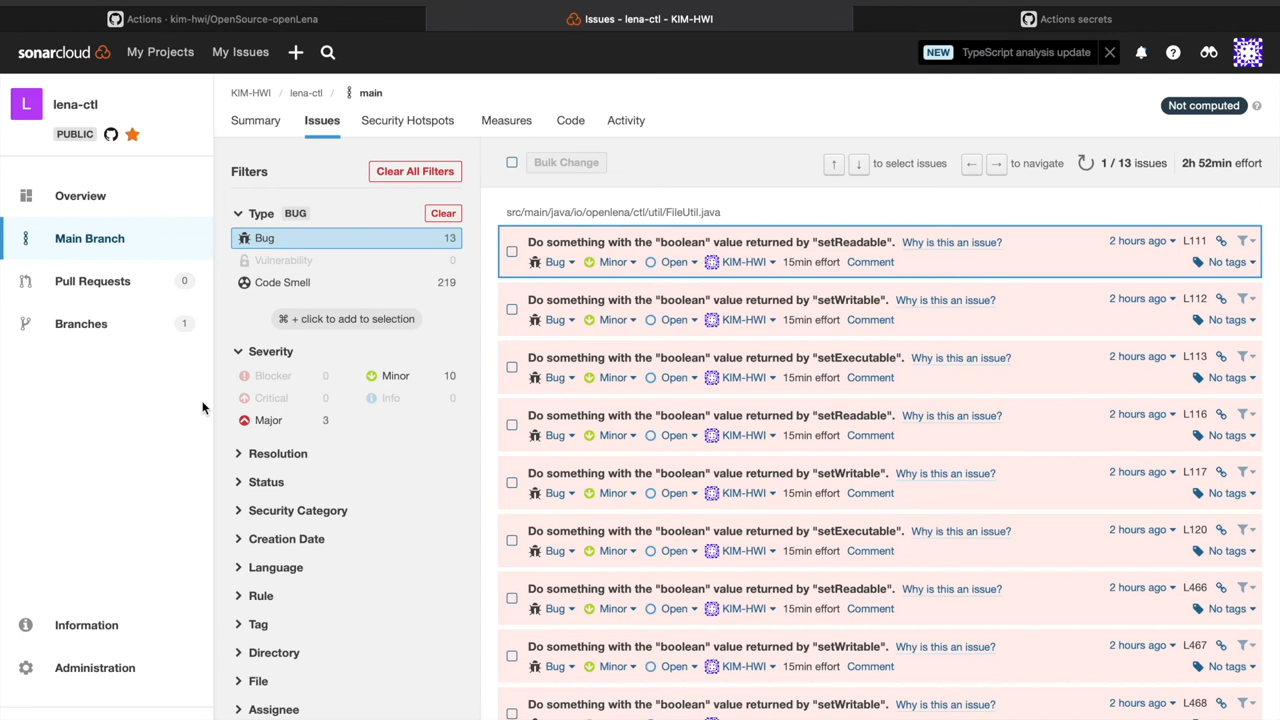 Actions · kim-hwi/OpenSource-openLena
Issues - lena-ctl - KIM-HWI
Actions secrets
sonarcloud My Projects My Issues
NEW TypeScript analysis update
L lena-ctl
PUBLIC
KIM-HWI / lena-ctl / main
Not computed
Summary Issues Security Hotspots Measures Code Activity
Overview
Main Branch
Pull Requests 0
Branches 1
Information
Administration
Filters Clear All Filters
Type BUG Clear
Bug 13
Vulnerability 0
Code Smell 219
⌘ + click to add to selection
Severity
Blocker 0 Minor 10
Critical 0 Info 0
Major 3
Resolution
Status
Security Category
Creation Date
Language
Rule
Tag
Directory
File
Assignee
Bulk Change ↑ ↓ to select issues ← → to navigate 1 / 13 issues 2h 52min effort
src/main/java/io/openlena/ctl/util/FileUtil.java
Do something with the "boolean" value returned by "setReadable". Why is this an issue? 2 hours ago L111
Bug Minor Open KIM-HWI 15min effort Comment No tags
Do something with the "boolean" value returned by "setWritable". Why is this an issue? 2 hours ago L112
Bug Minor Open KIM-HWI 15min effort Comment No tags
Do something with the "boolean" value returned by "setExecutable". Why is this an issue? 2 hours ago L113
Bug Minor Open KIM-HWI 15min effort Comment No tags
Do something with the "boolean" value returned by "setReadable". Why is this an issue? 2 hours ago L116
Bug Minor Open KIM-HWI 15min effort Comment No tags
Do something with the "boolean" value returned by "setWritable". Why is this an issue? 2 hours ago L117
Bug Minor Open KIM-HWI 15min effort Comment No tags
Do something with the "boolean" value returned by "setExecutable". Why is this an issue? 2 hours ago L120
Bug Minor Open KIM-HWI 15min effort Comment No tags
Do something with the "boolean" value returned by "setReadable". Why is this an issue? 2 hours ago L466
Bug Minor Open KIM-HWI 15min effort Comment No tags
Do something with the "boolean" value returned by "setWritable". Why is this an issue? 2 hours ago L467
Bug Minor Open KIM-HWI 15min effort Comment No tags
Do something with the "boolean" value returned by "setWritable". Why is this an issue? 2 hours ago L468